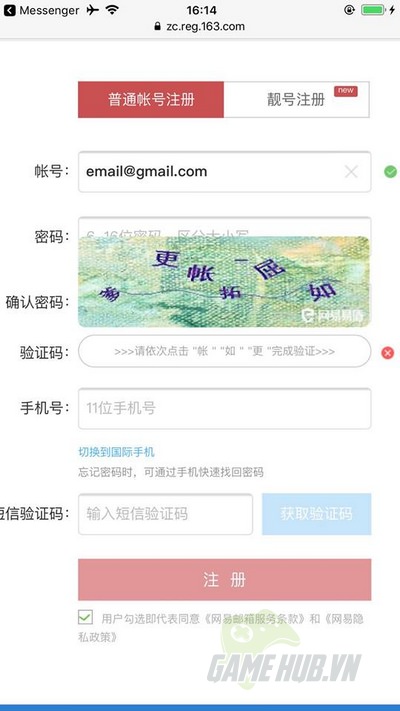 Messenger 16:14
zc.reg.163.com
普通帐号注册 靓号注册 new
帐号: email@gmail.com
密码: 6-16位密码，区分大小写
更 帐 一 屈
拓 如
网易易盾
确认密码:
验证码: >>>请依次点击 "帐 " "如 " "更 "完成验证>>>
手机号: 11位手机号
切换到国际手机
忘记密码时，可通过手机快速找回密码
短信验证码: 输入短信验证码 获取验证码
注 册
用户勾选即代表同意《网易邮箱服务条款》和《网易隐
私政策》
GAMEHUB.VN